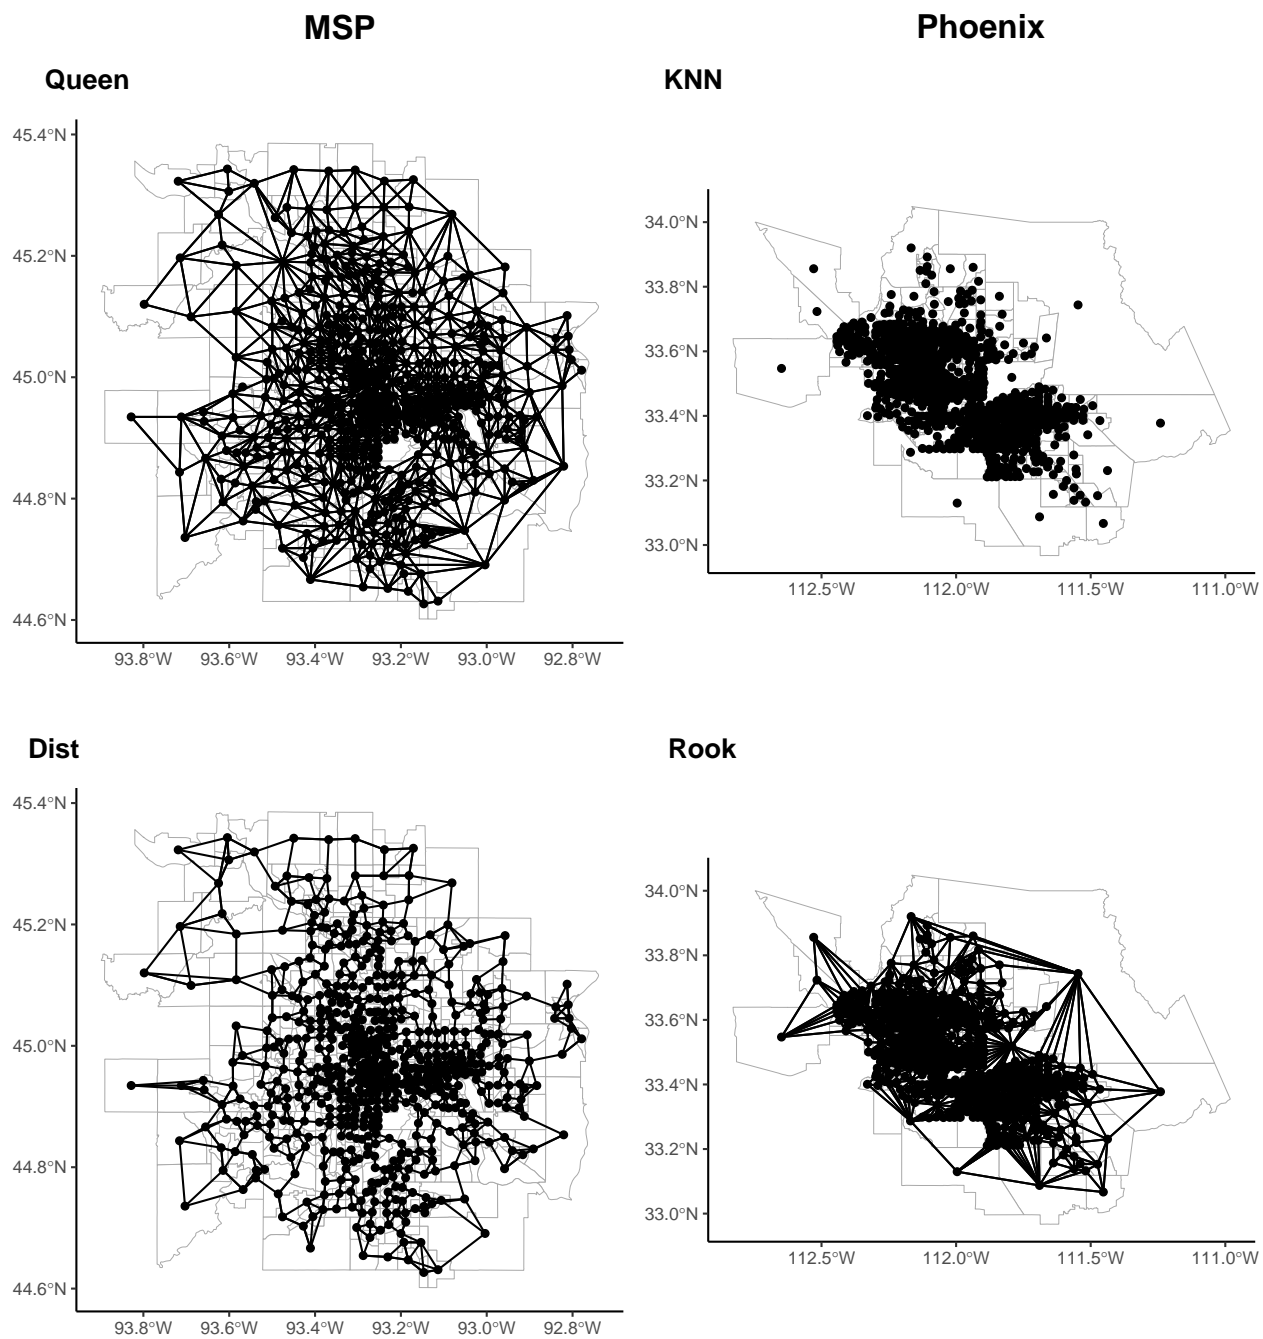 MSP Phoenix
Queen KNN
45.4°N
45.2°N
45.0°N
44.8°N
44.6°N
93.8°W 93.6°W 93.4°W 93.2°W 93.0°W 92.8°W
34.0°N
33.8°N
33.6°N
33.4°N
33.2°N
33.0°N
112.5°W 112.0°W 111.5°W 111.0°W
Dist Rook
45.4°N
45.2°N
45.0°N
44.8°N
44.6°N
93.8°W 93.6°W 93.4°W 93.2°W 93.0°W 92.8°W
34.0°N
33.8°N
33.6°N
33.4°N
33.2°N
33.0°N
112.5°W 112.0°W 111.5°W 111.0°W